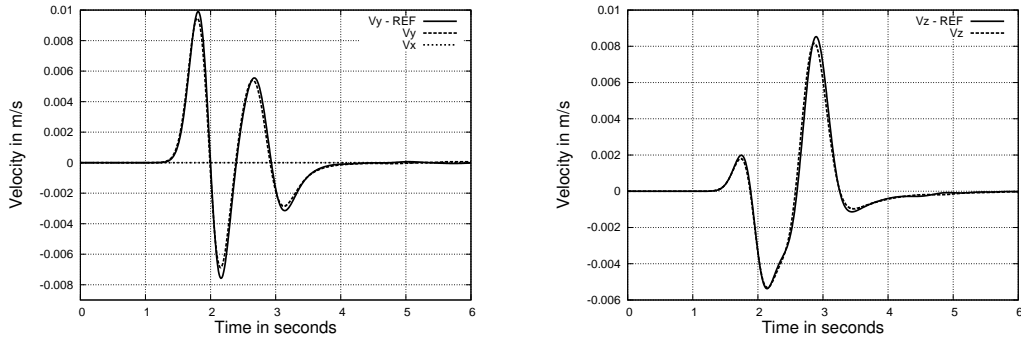 0.01
0.008
0.006
0.004
0.002
0
-0.002
-0.004
-0.006
-0.008
0 1 2 3 4 5 6
Velocity in m/s
Time in seconds
Vy - REF
Vy
Vx
0.01
0.008
0.006
0.004
0.002
0
-0.002
-0.004
-0.006
0 1 2 3 4 5 6
Velocity in m/s
Time in seconds
Vz - REF
Vz